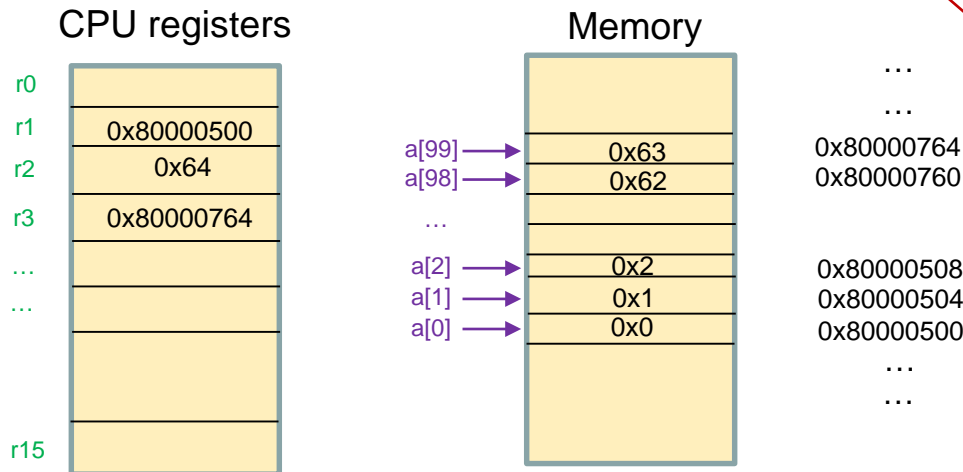 CPU registers
r0
r1 0x80000500
r2 0x64
r3 0x80000764
…
…
r15
Memory
…
…
a[99] 0x63 0x80000764
a[98] 0x62 0x80000760
…
a[2] 0x2 0x80000508
a[1] 0x1 0x80000504
a[0] 0x0 0x80000500
…
…